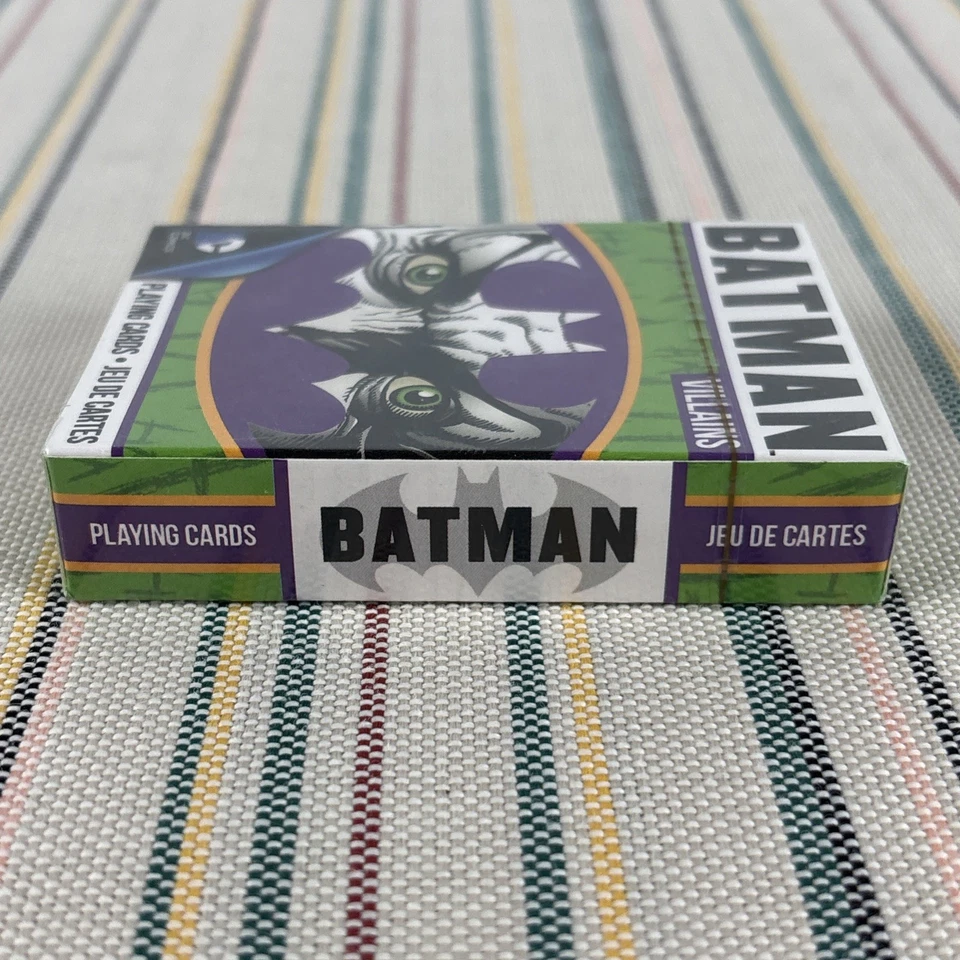 BATMAN
VILLAINS
PLAYING CARDS • JEU DE CARTES
PLAYING CARDS
BATMAN
JEU DE CARTES